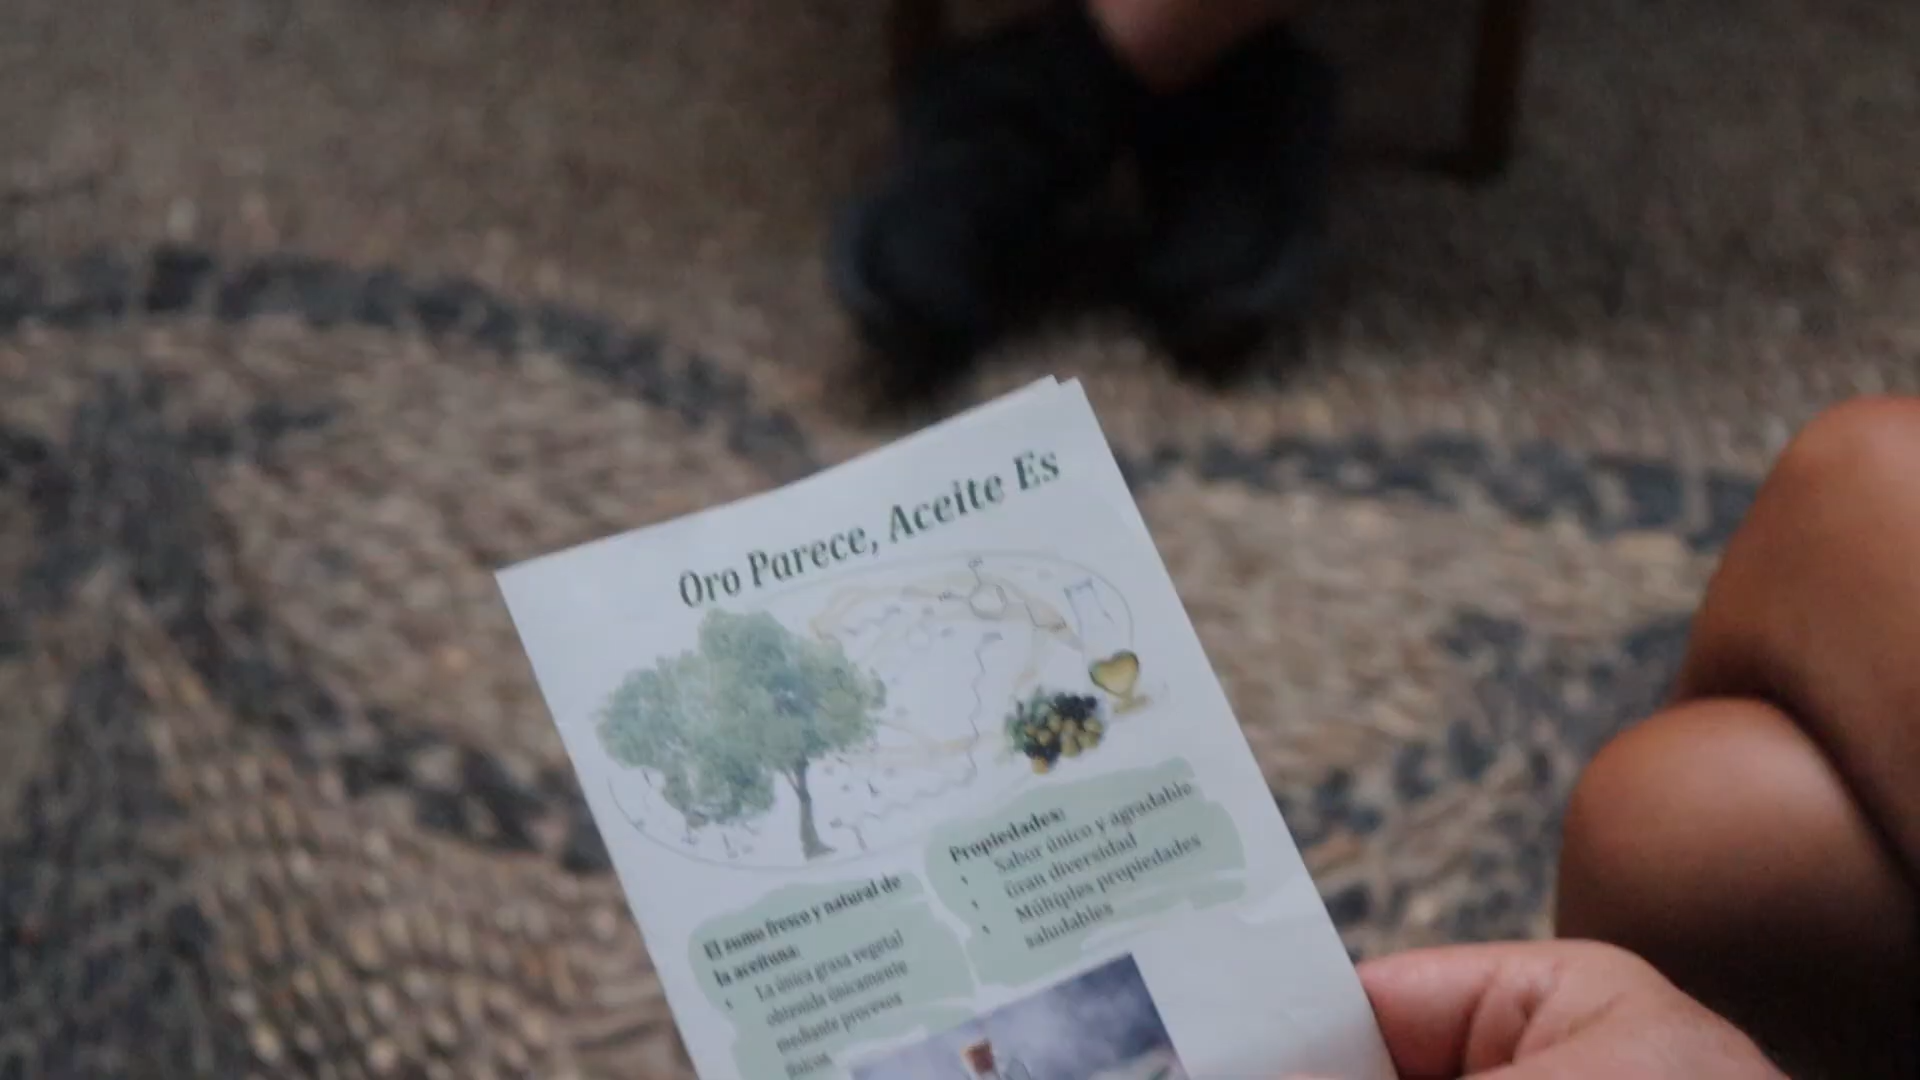 Oro Parece, Aceite Es
El zumo fresco y natural de
la aceituna:
• La única grasa vegetal
obtenida únicamente
mediante procesos
físicos
Propiedades:
• Sabor único y agradable
• Gran diversidad
• Múltiples propiedades
saludables